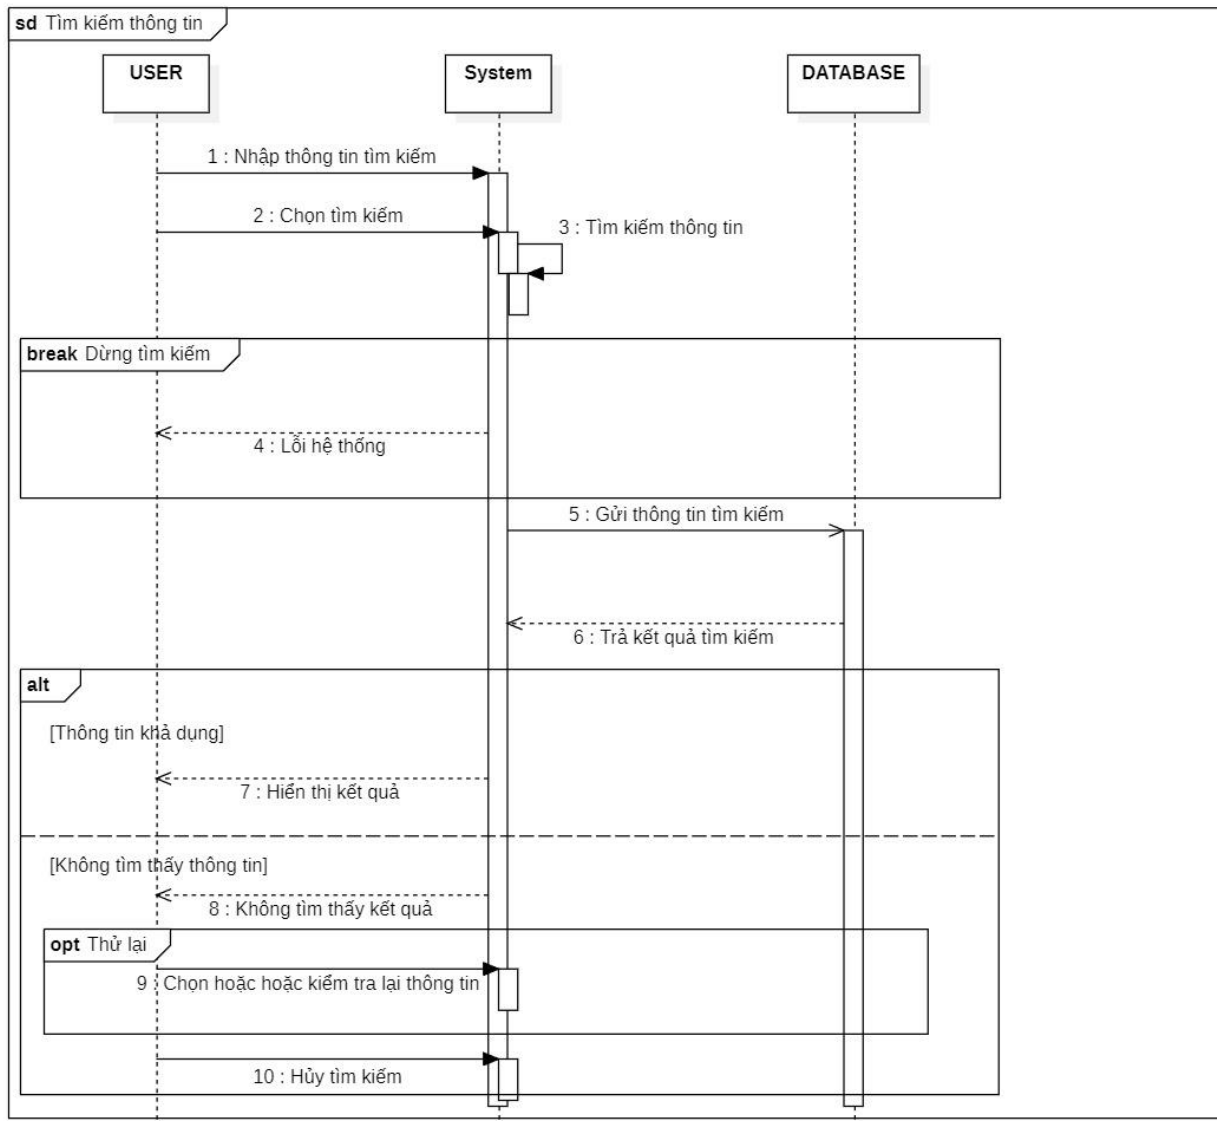 sd Tìm kiếm thông tin
USER
System
DATABASE
1 : Nhập thông tin tìm kiếm
2 : Chọn tìm kiếm
3 : Tìm kiếm thông tin
break Dừng tìm kiếm
4 : Lỗi hệ thống
5 : Gửi thông tin tìm kiếm
6 : Trả kết quả tìm kiếm
alt
[Thông tin khả dụng]
7 : Hiển thị kết quả
[Không tìm thấy thông tin]
8 : Không tìm thấy kết quả
opt Thử lại
9 : Chọn hoặc hoặc kiểm tra lại thông tin
10 : Hủy tìm kiếm